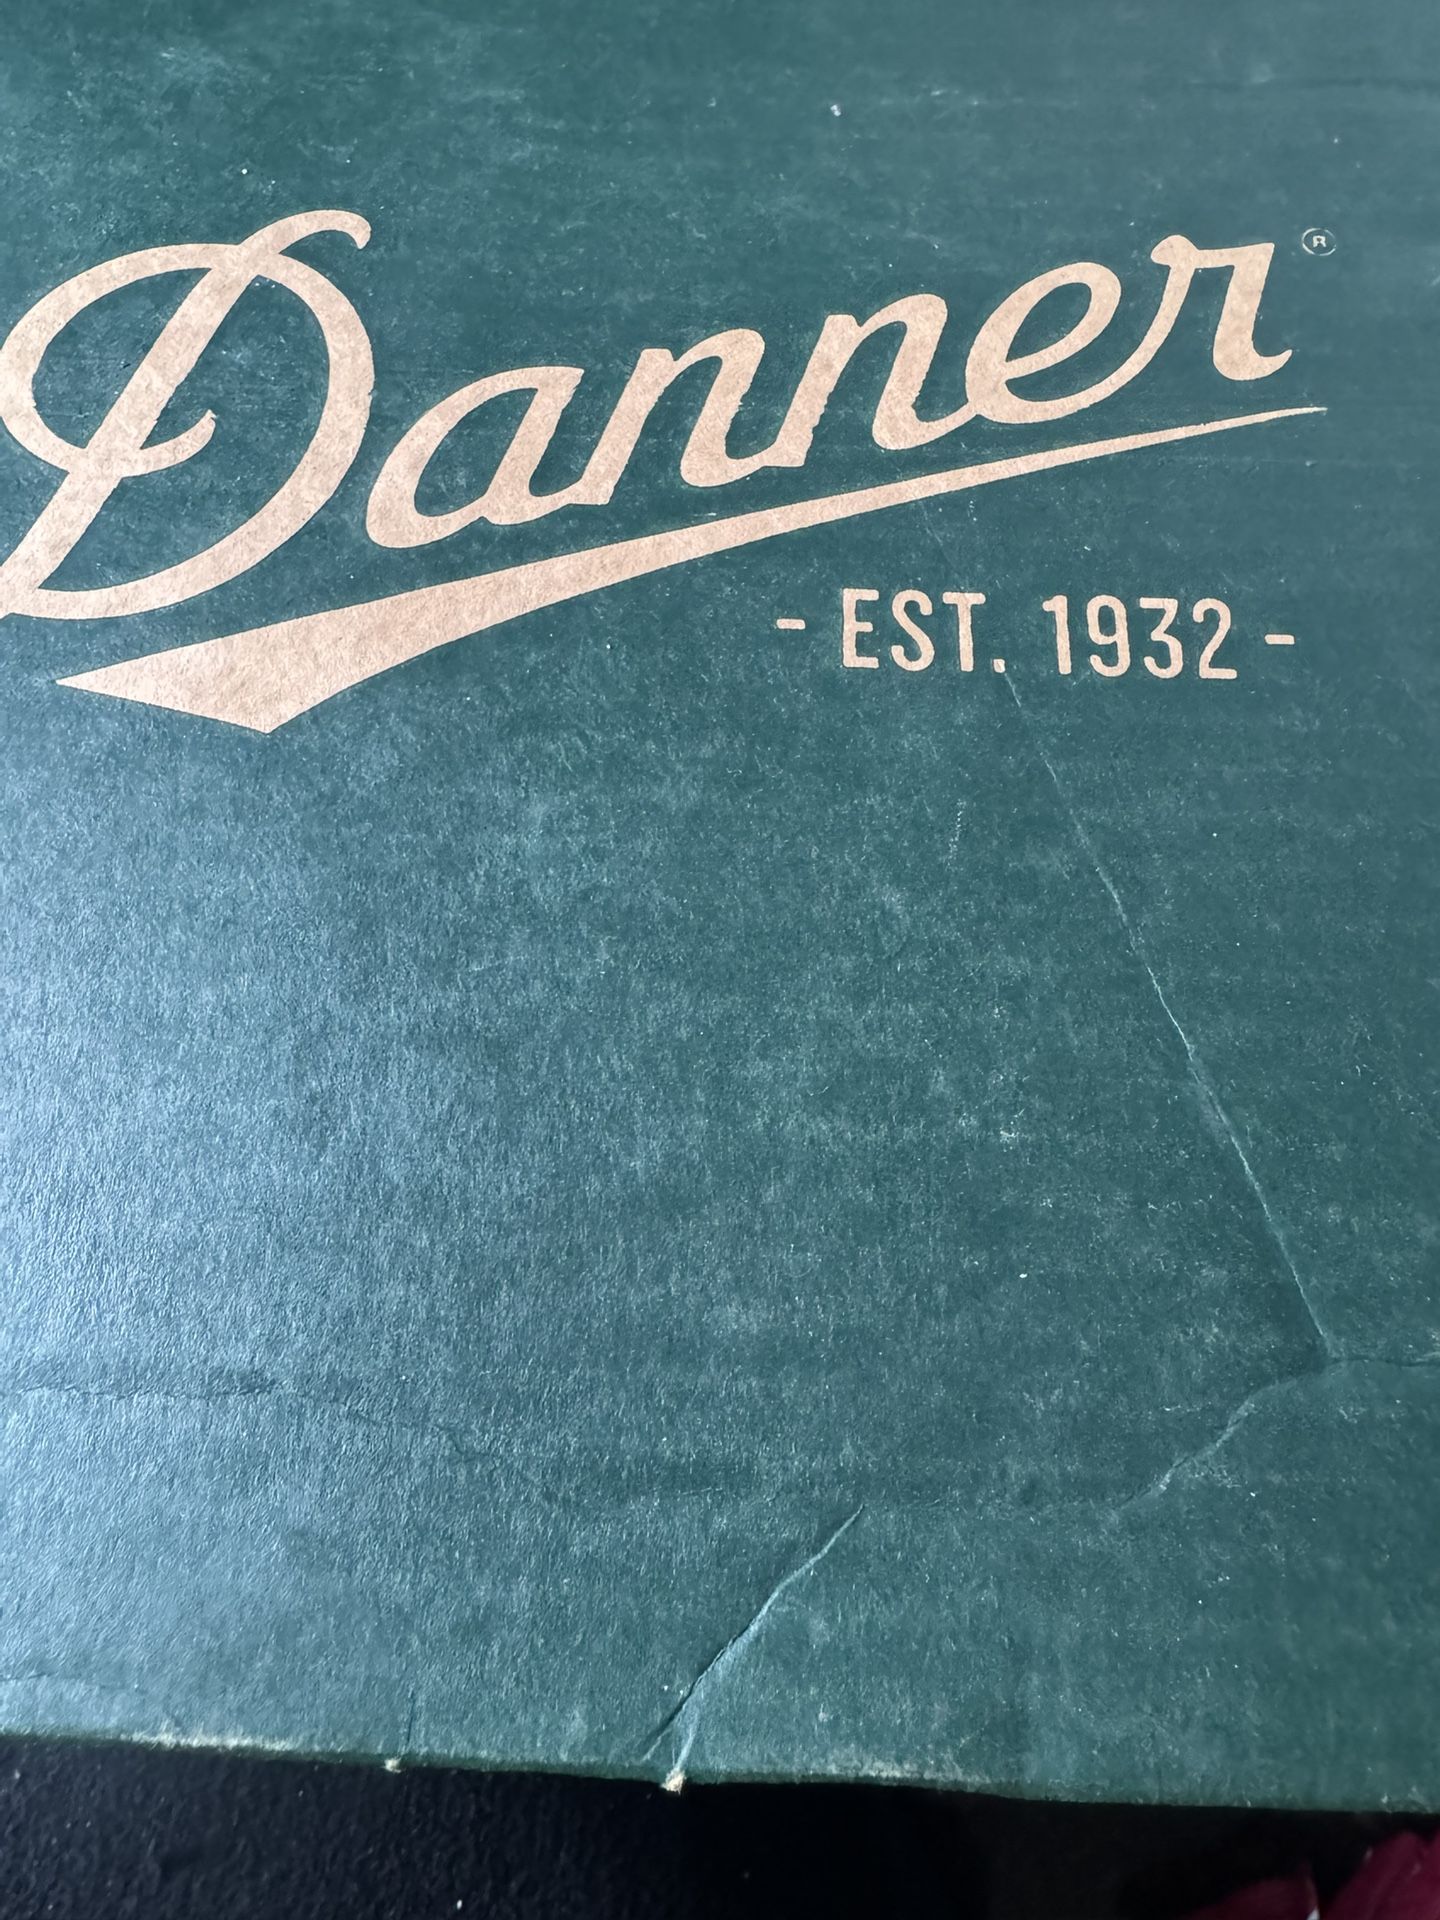 Danner®
- EST. 1932 -